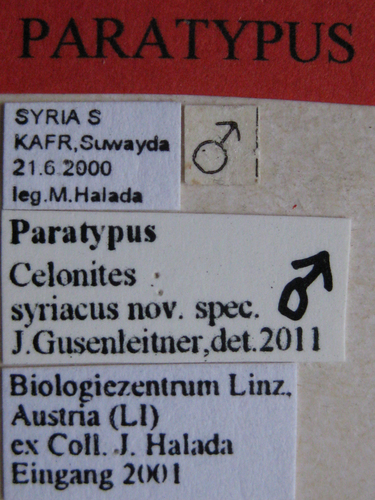 PARATYPUS
SYRIA S
KAFR,Suwayda
21.6.2000
leg.M.Halada
♂
Paratypus
Celonites
syriacus nov. spec.
J.Gusenleitner,det.2011
♂
Biologiezentrum Linz,
Austria (LI)
ex Coll. J. Halada
Eingang 2001